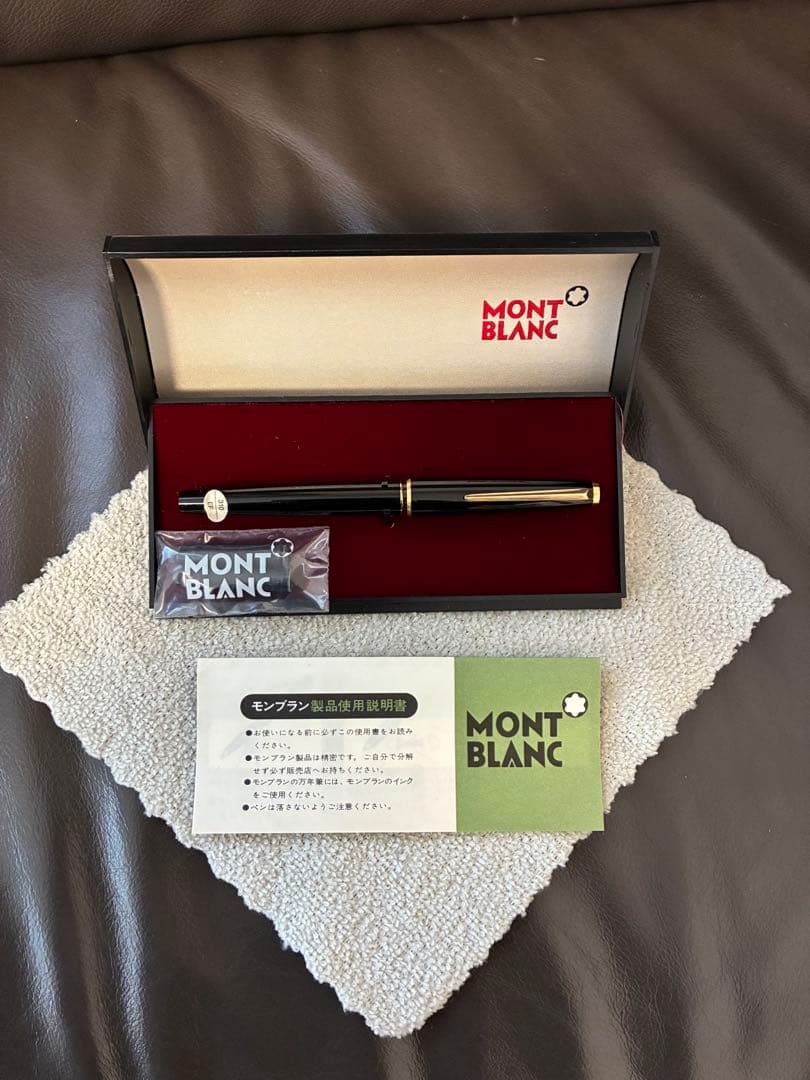 MONT
BLANC
310
EF
MONT
BLANC
モンブラン製品使用説明書
●お使いになる前に必ずこの使用書をお読み
ください。
●モンブラン製品は精密です。ご自分で分解
せず必ず販売店へお持ちください。
●モンブランの万年筆には、モンブランのインク
をご使用ください。
●ペンは落さないようご注意ください。
MONT
BLANC